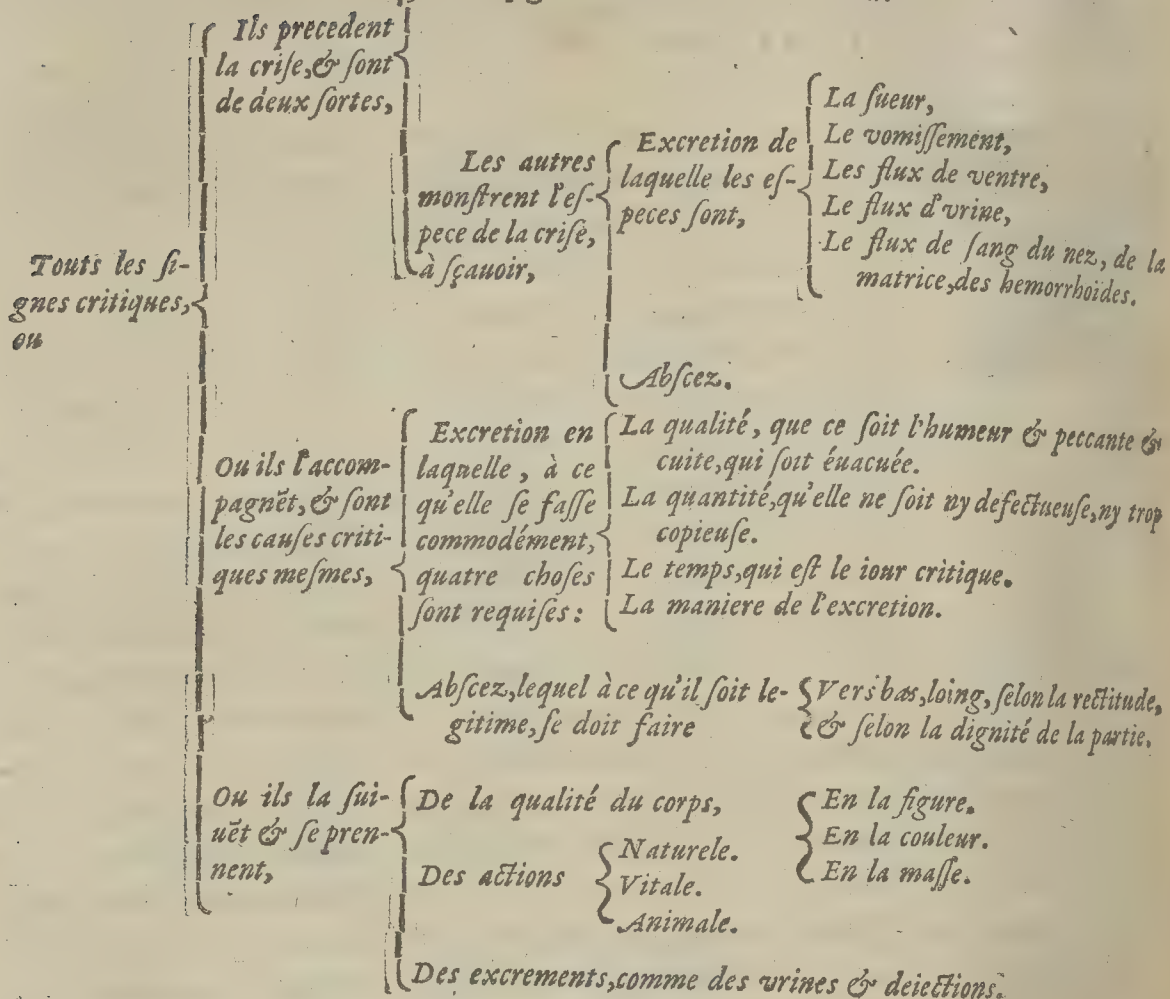 Touts les si-
gnes critiques,
ou
Ils precedent
la crise, & sont
de deux sortes,
Les autres
monstrent l'es-
pece de la crise,
à sçauoir,
Excretion de
laquelle les es-
peces sont,
La sueur,
Le vomissement,
Les flux de ventre,
Le flux d'vrine,
Le flux de sang du nez, de la
matrice, des hemorrhoïdes.
Abscez.
Ou ils l'accom-
pagnẽt, & sont
les causes criti-
ques mesmes,
Excretion en
laquelle, à ce
qu'elle se fasse
commodément,
quatre choses
sont requises:
La qualité, que ce soit l'humeur & peccante &
cuite, qui soit éuacuée.
La quantité, qu'elle ne soit ny defectueuse, ny trop
copieuse.
Le temps, qui est le iour critique.
La maniere de l'excretion.
Abscez, lequel à ce qu'il soit le-
gitime, se doit faire
Vers bas, loing, selon la rectitude,
& selon la dignité de la partie.
Ou ils la sui-
uẽt & se pren-
nent,
De la qualité du corps,
En la figure.
En la couleur.
En la masse.
Des actions
Naturele.
Vitale.
Animale.
Des excrements, comme des vrines & deiections.